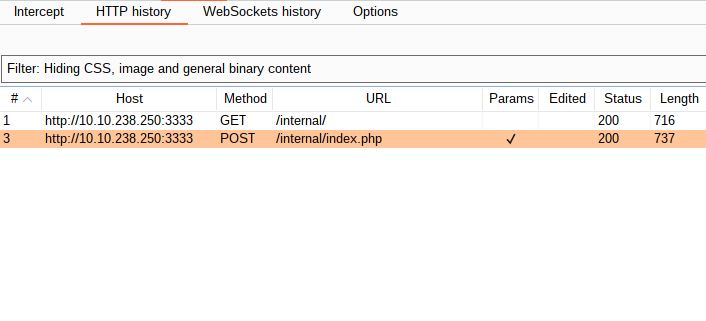 Intercept HTTP history WebSockets history Options
Filter: Hiding CSS, image and general binary content
# Host Method URL Params Edited Status Length
1 http://10.10.238.250:3333 GET /internal/ 200 716
3 http://10.10.238.250:3333 POST /internal/index.php ✓ 200 737